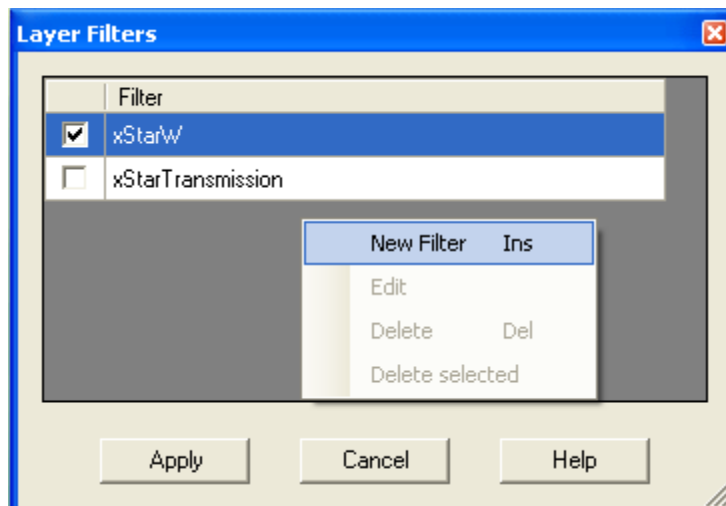 Layer Filters
Filter
xStarW
xStarTransmission
New Filter Ins
Edit
Delete Del
Delete selected
Apply Cancel Help